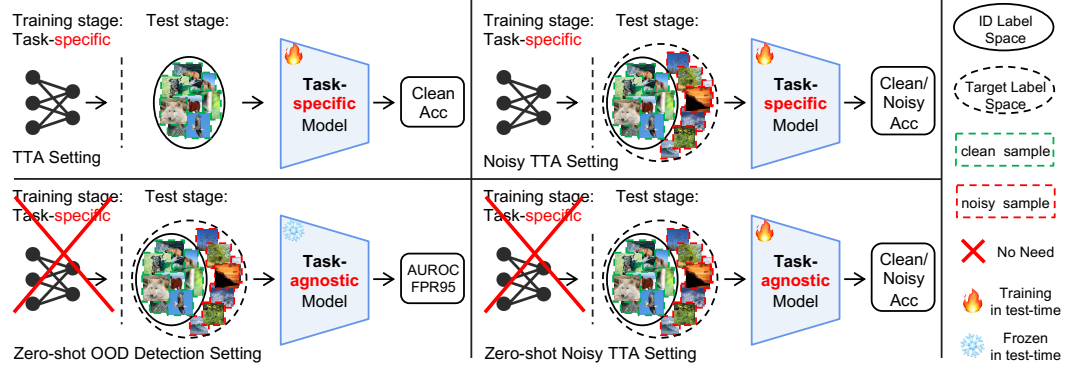 Training stage:
Task-specific
Test stage:
Task-
specific
Model
Clean
Acc
TTA Setting
Training stage:
Task-specific
Test stage:
Task-
specific
Model
Clean/
Noisy
Acc
Noisy TTA Setting
Training stage:
Task-specific
Test stage:
Task-
agnostic
Model
AUROC
FPR95
Zero-shot OOD Detection Setting
Training stage:
Task-specific
Test stage:
Task-
agnostic
Model
Clean/
Noisy
Acc
Zero-shot Noisy TTA Setting
ID Label
Space
Target Label
Space
clean sample
noisy sample
No Need
Training
in test-time
Frozen
in test-time